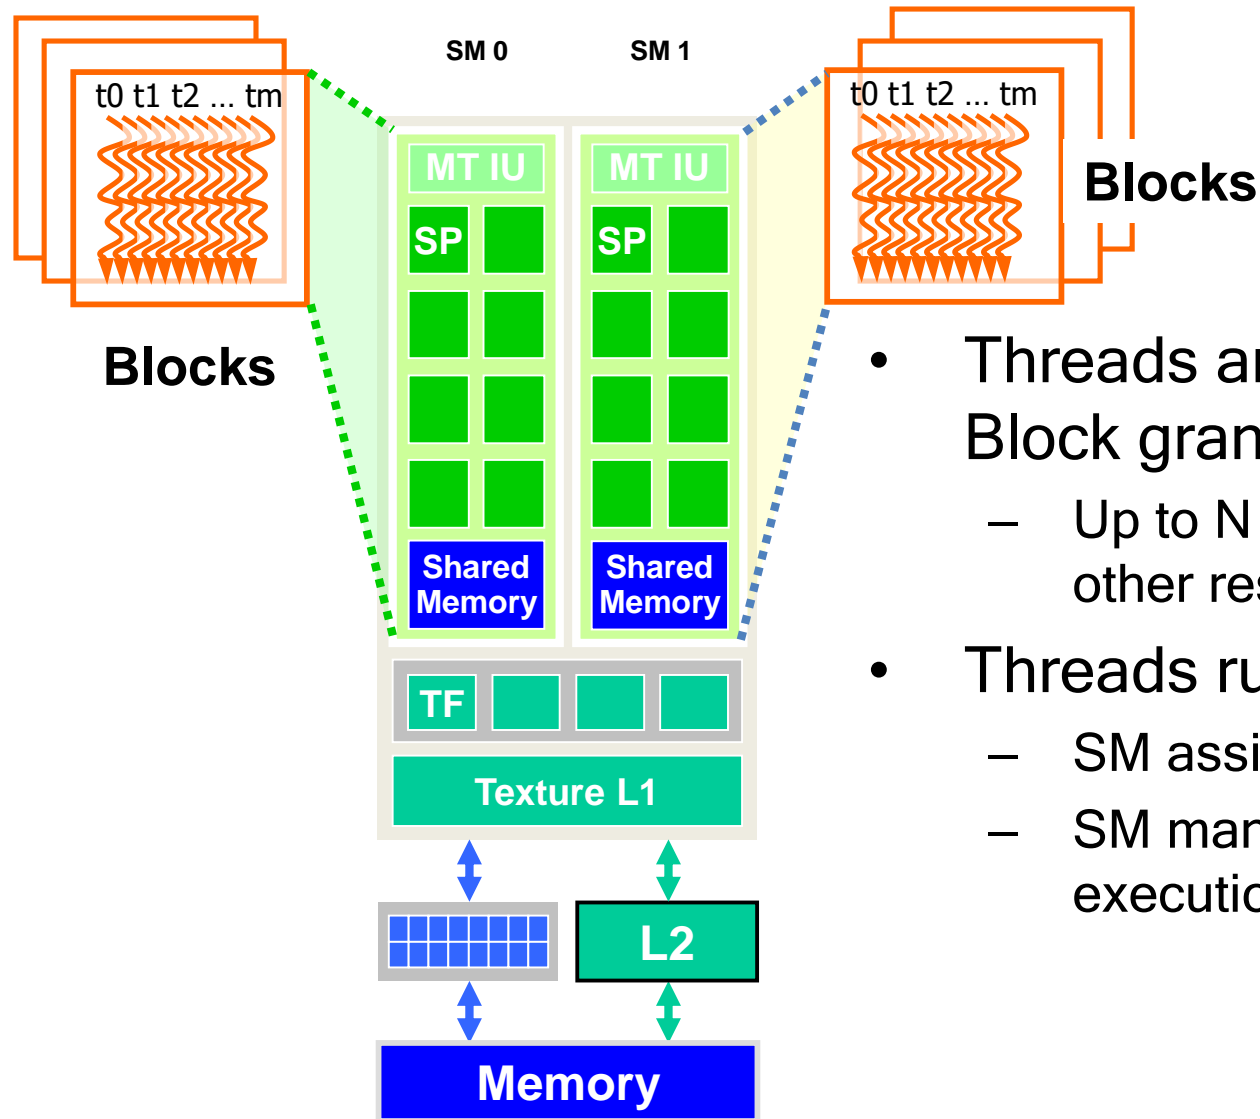 SM 0
SM 1
t0 t1 t2 … tm
t0 t1 t2 … tm
Blocks
Blocks
MT IU
MT IU
SP
SP
Shared
Memory
Shared
Memory
TF
Texture L1
L2
Memory
• Threads ar
Block gran
– Up to N
other res
• Threads ru
– SM assi
– SM man
executio